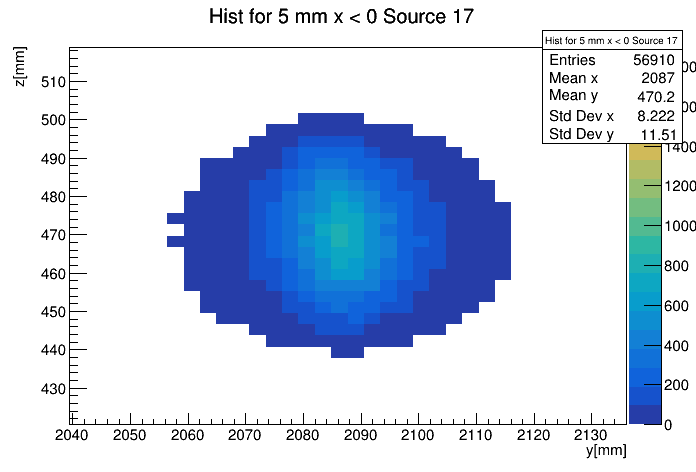 Hist for 5 mm x < 0 Source 17
z[mm]
Hist for 5 mm x < 0 Source 17
Entries 56910
Mean x 2087
Mean y 470.2
Std Dev x 8.222
Std Dev y 11.51
510
500
490
480
470
460
450
440
430
1400
1200
1000
800
600
400
200
0
2040 2050 2060 2070 2080 2090 2100 2110 2120 2130
y[mm]